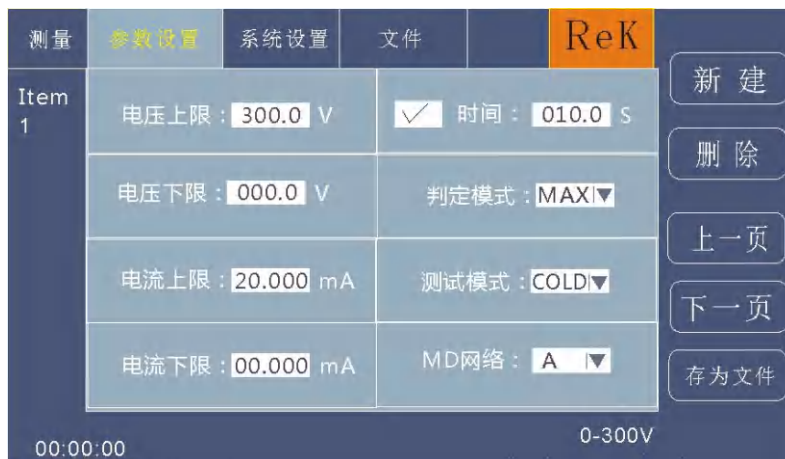 测量 参数设置 系统设置 文件 ReK
Item
1
电压上限：300.0 V
时间：010.0 S
电压下限：000.0 V
判定模式：MAX
电流上限：20.000 mA
测试模式：COLD
电流下限：00.000 mA
MD网络：A
新建
删除
上一页
下一页
存为文件
00:00:00
0-300V